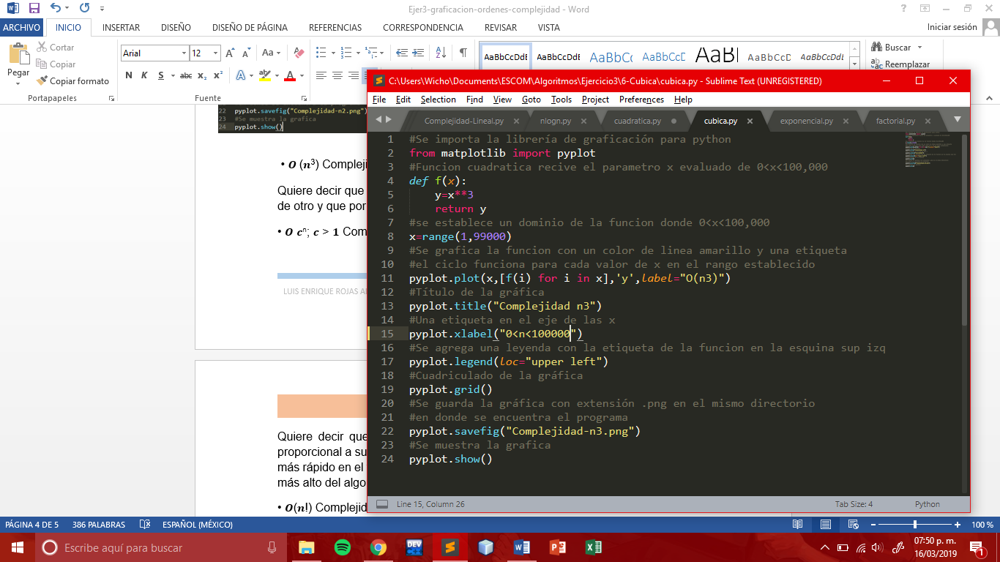 Ejer3-graficacion-ordenes-complejidad - Word
ARCHIVO INICIO INSERTAR DISEÑO DISEÑO DE PÁGINA REFERENCIAS CORRESPONDENCIA REVISAR VISTA Iniciar sesión
Pegar
Cortar
Copiar
Copiar formato
Portapapeles
Arial 12
N K S abc x₂ x²
Fuente
AaBbCcDdE AaBbCcDdE AaBbCc AaBbCcD AaB AaBbCcD AaBbCcDdE
Buscar
Reemplazar
22 pyplot.savefig("Complejidad-n2.png")
23 #Se muestra la grafica
24 pyplot.show()
• O (n³) Complejid
Quiere decir que
de otro y que por
• O cⁿ; c > 1 Com
LUIS ENRIQUE ROJAS AL
Quiere decir que
proporcional a su
más rápido en el
más alto del algo
• O(n!) Complejid
C:\Users\Wicho\Documents\ESCOM\Algoritmos\Ejercicio3\6-Cubica\cubica.py - Sublime Text (UNREGISTERED)
File Edit Selection Find View Goto Tools Project Preferences Help
Complejidad-Lineal.py nlogn.py cuadratica.py cubica.py exponencial.py factorial.py
1 #Se importa la librería de graficación para python
2 from matplotlib import pyplot
3 #Funcion cuadratica recive el parametro x evaluado de 0<x<100,000
4 def f(x):
5 y=x**3
6 return y
7 #se establece un dominio de la funcion donde 0<x<100,000
8 x=range(1,99000)
9 #Se grafica la funcion con un color de linea amarillo y una etiqueta
10 #el ciclo funciona para cada valor de x en el rango establecido
11 pyplot.plot(x,[f(i) for i in x],'y',label="O(n3)")
12 #Título de la gráfica
13 pyplot.title("Complejidad n3")
14 #Una etiqueta en el eje de las x
15 pyplot.xlabel("0<n<100000")
16 #Se agrega una leyenda con la etiqueta de la funcion en la esquina sup izq
17 pyplot.legend(loc="upper left")
18 #Cuadriculado de la gráfica
19 pyplot.grid()
20 #Se guarda la gráfica con extensión .png en el mismo directorio
21 #en donde se encuentra el programa
22 pyplot.savefig("Complejidad-n3.png")
23 #Se muestra la grafica
24 pyplot.show()
Line 15, Column 26 Tab Size: 4 Python
PÁGINA 4 DE 5 386 PALABRAS ESPAÑOL (MÉXICO) 100 %
Escribe aquí para buscar
DEV
07:50 p. m.
16/03/2019
1